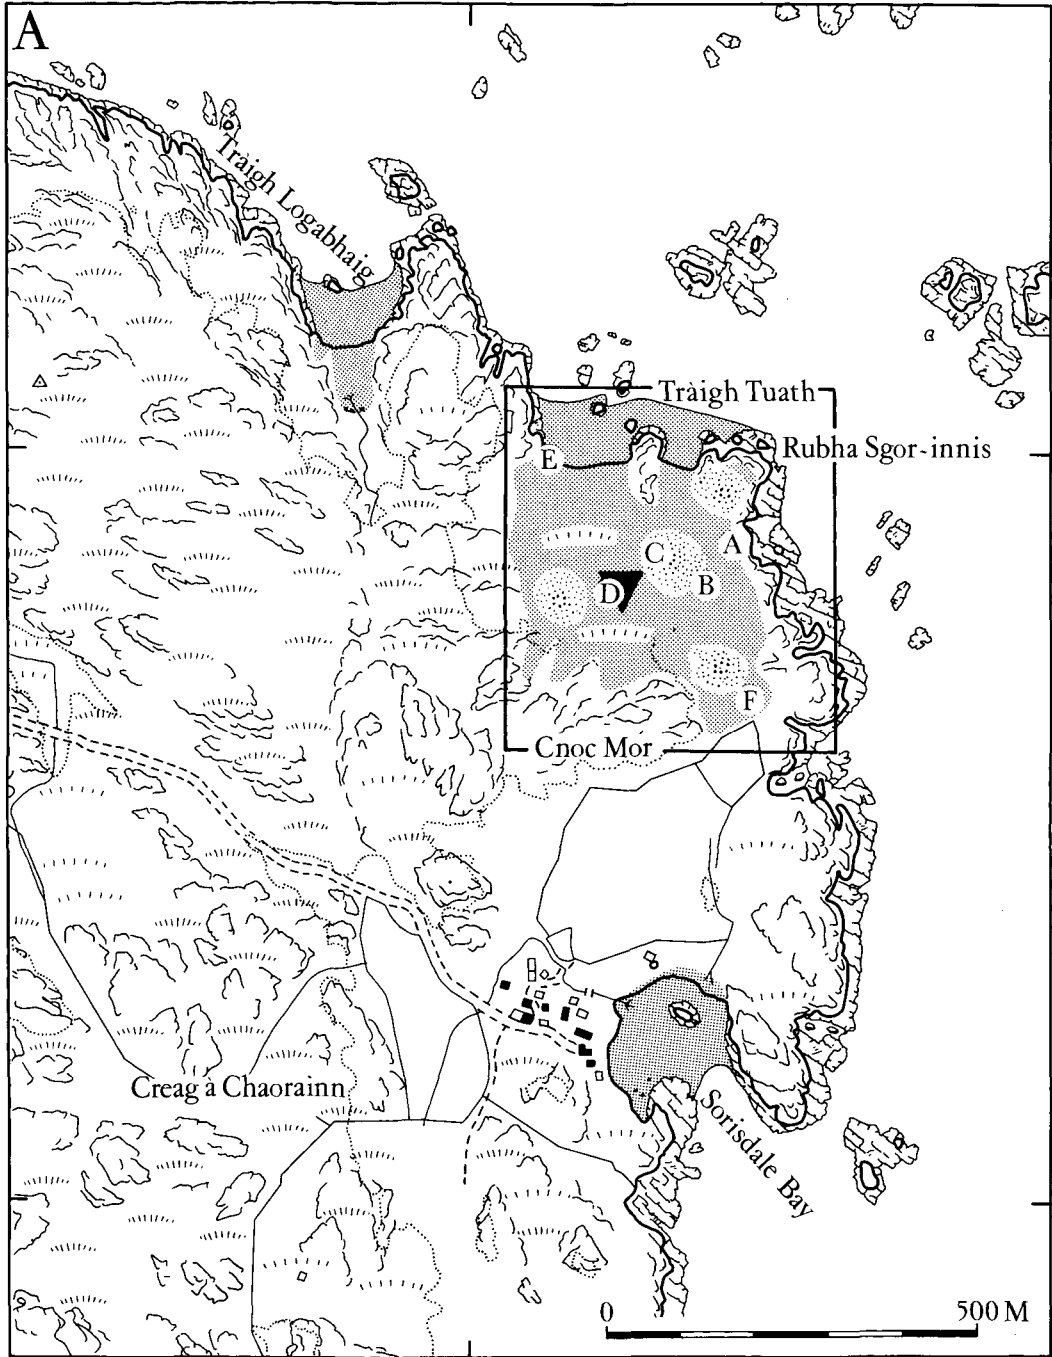 A
Tràigh Logabhaig
Tràigh Tuath
Rubha Sgor-innis
E
A
C
B
D
F
Cnoc Mor
Creag à Chaorainn
Sorisdale Bay
0 500 M